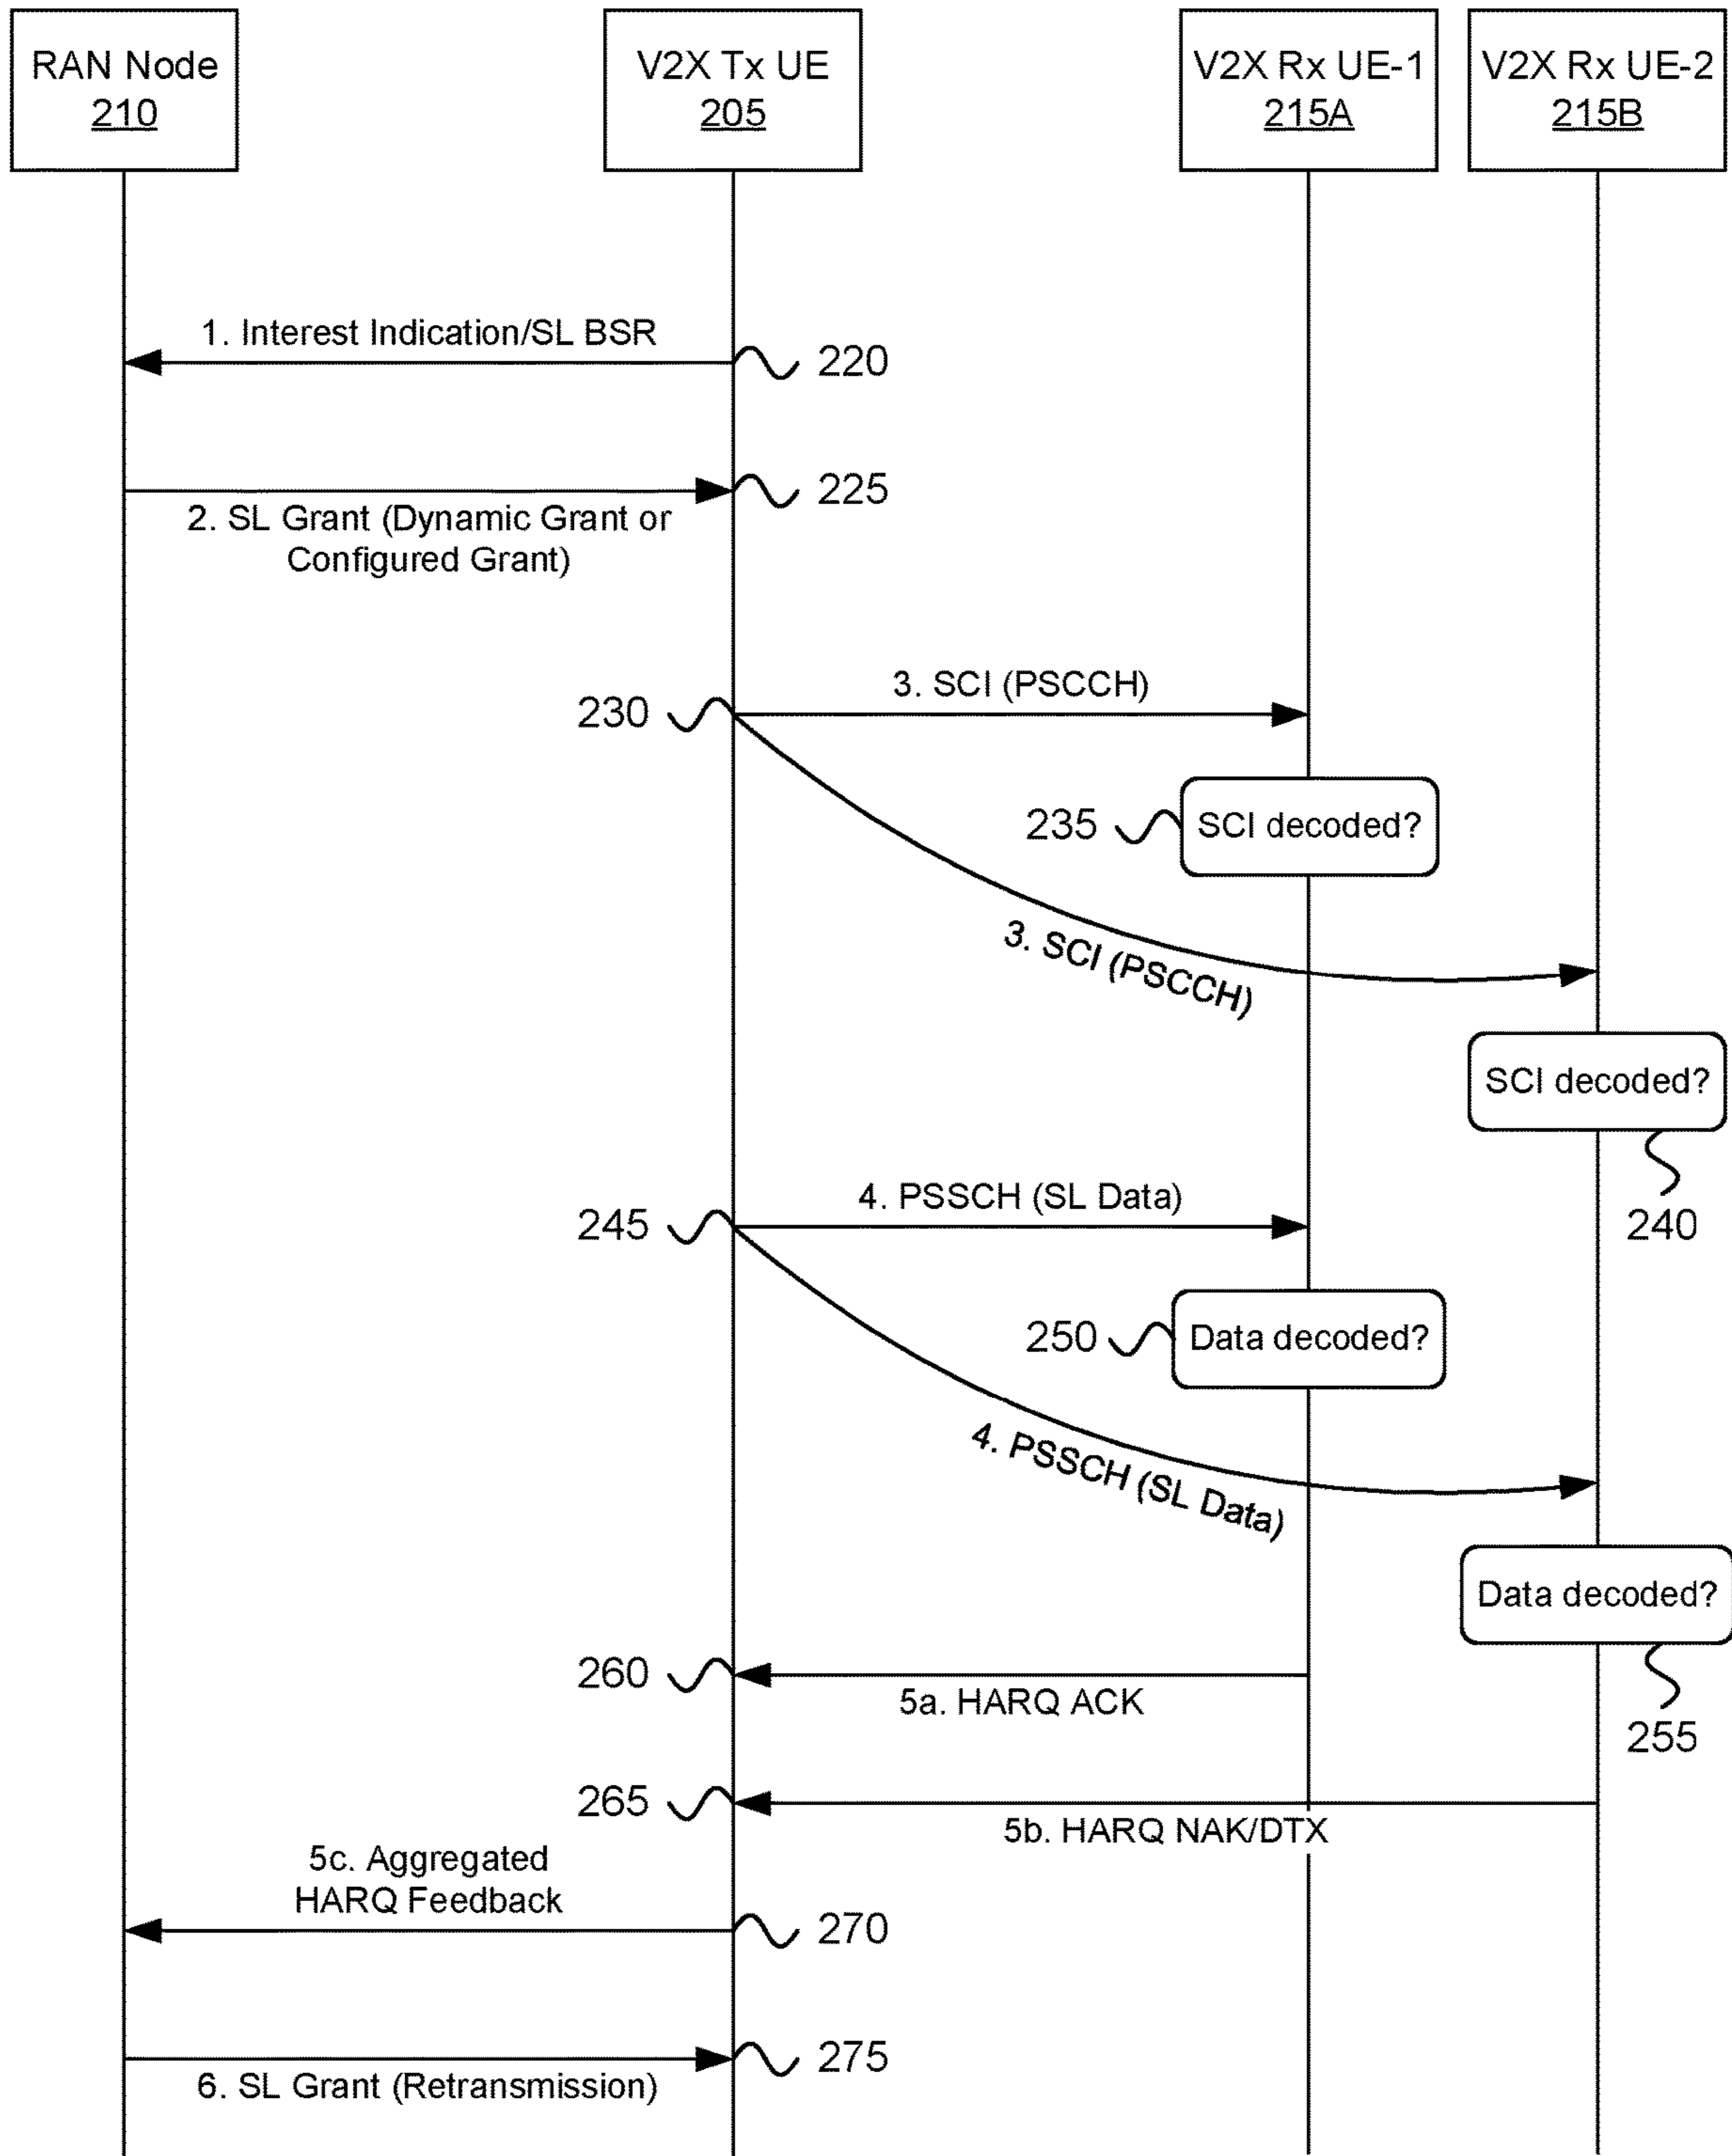 RAN Node
210
V2X Tx UE
205
V2X Rx UE-1
215A
V2X Rx UE-2
215B
1. Interest Indication/SL BSR
220
225
2. SL Grant (Dynamic Grant or
Configured Grant)
230
3. SCI (PSCCH)
235
SCI decoded?
3. SCI (PSCCH)
SCI decoded?
240
245
4. PSSCH (SL Data)
250
Data decoded?
4. PSSCH (SL Data)
Data decoded?
255
260
5a. HARQ ACK
265
5b. HARQ NAK/DTX
5c. Aggregated
HARQ Feedback
270
275
6. SL Grant (Retransmission)